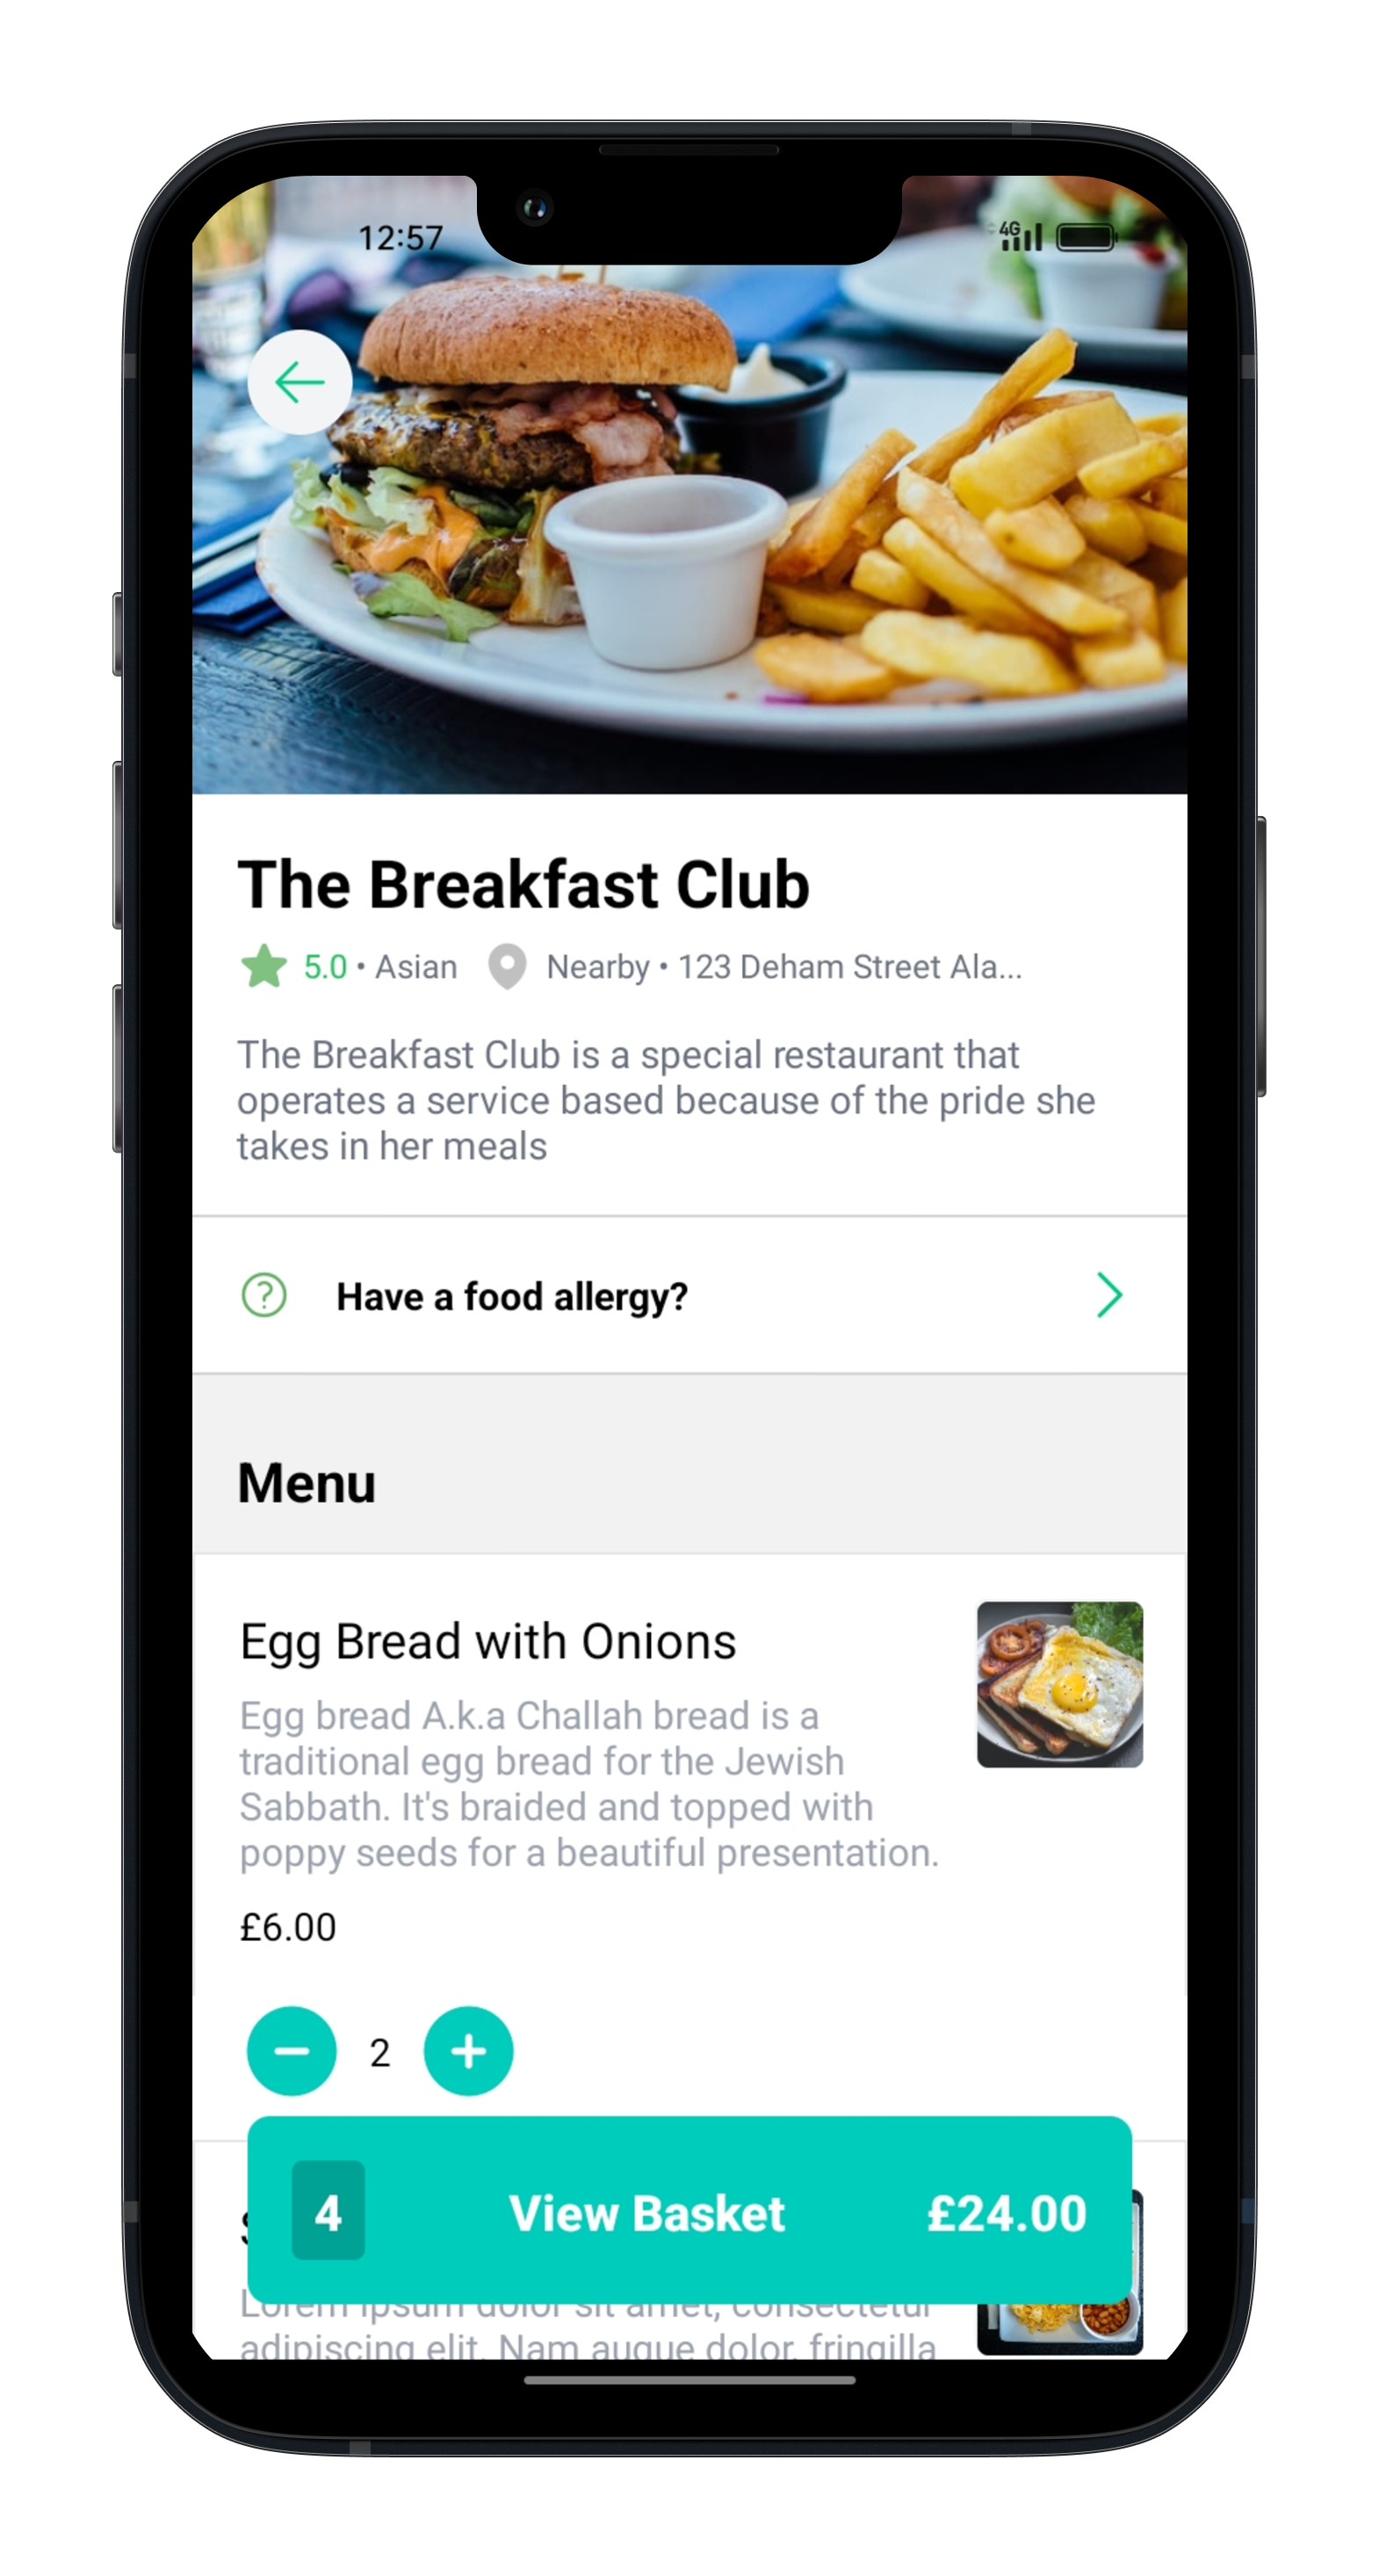 12:57
4G
The Breakfast Club
5.0 • Asian Nearby • 123 Deham Street Ala...
The Breakfast Club is a special restaurant that
operates a service based because of the pride she
takes in her meals
Have a food allergy?
Menu
Egg Bread with Onions
Egg bread A.k.a Challah bread is a
traditional egg bread for the Jewish
Sabbath. It's braided and topped with
poppy seeds for a beautiful presentation.
£6.00
2
4 View Basket £24.00
Lorem ipsum dolor sit amet, consectetur
adipiscing elit. Nam augue dolor, fringilla